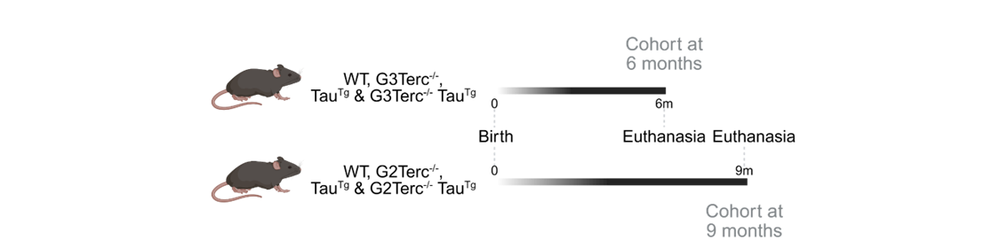 Cohort at
6 months
WT, G3Terc-/-,
TauTg & G3Terc-/- TauTg
0
6m
Birth
Euthanasia
Euthanasia
WT, G2Terc-/-,
TauTg & G2Terc-/- TauTg
0
9m
Cohort at
9 months